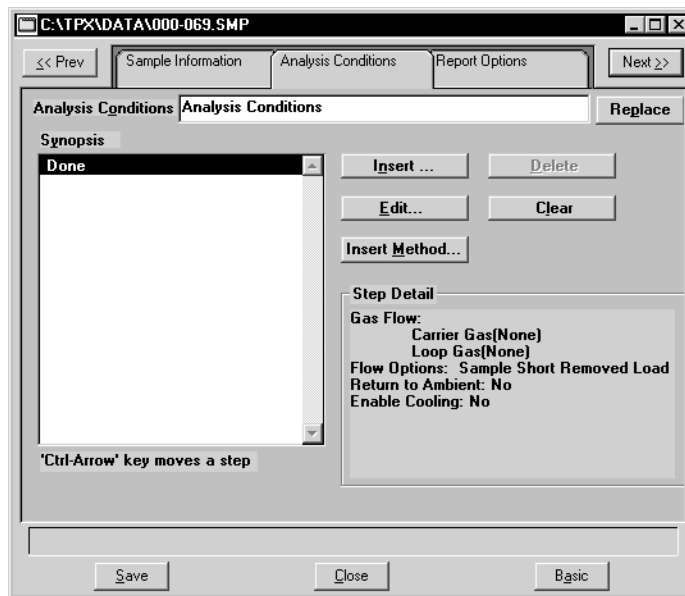 C:\TPX\DATA\000-069.SMP
<< Prev
Sample Information
Analysis Conditions
Report Options
Next >>
Analysis Conditions Analysis Conditions
Replace
Synopsis
Done
Insert ...
Delete
Edit...
Clear
Insert Method...
Step Detail
Gas Flow:
Carrier Gas(None)
Loop Gas(None)
Flow Options: Sample Short Removed Load
Return to Ambient: No
Enable Cooling: No
'Ctrl-Arrow' key moves a step
Save
Close
Basic